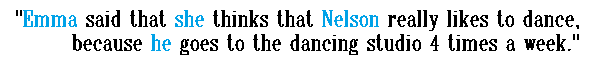 "Emma said that she thinks that Nelson really likes to dance,
because he goes to the dancing studio 4 times a week."